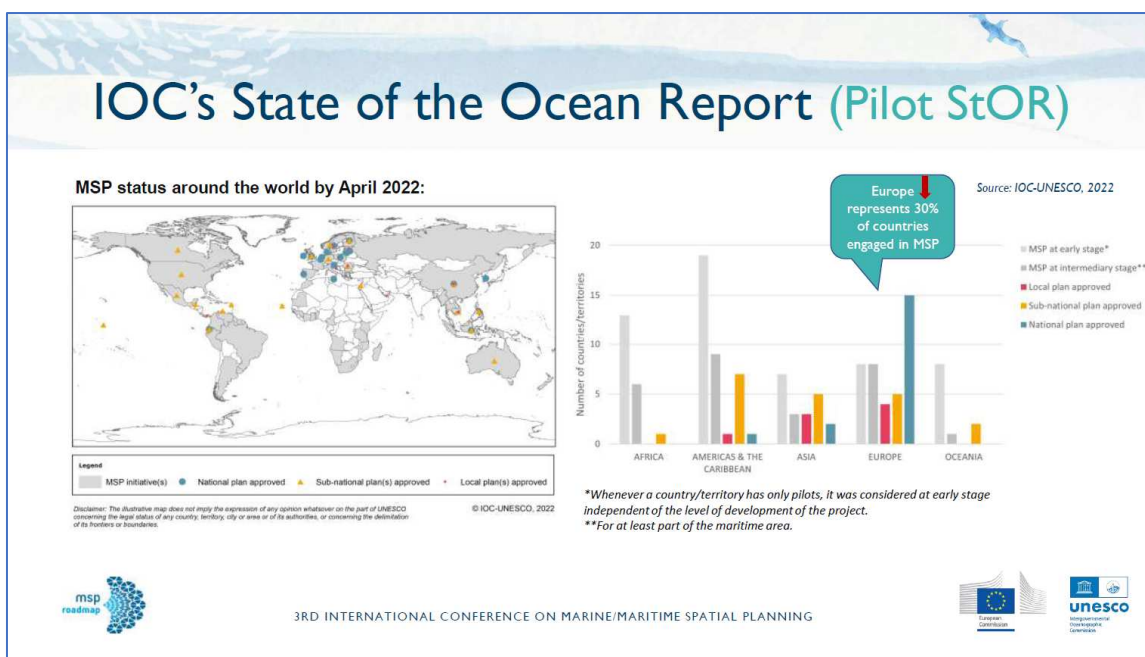 IOC's State of the Ocean Report (Pilot StOR)
MSP status around the world by April 2022:
Legend
MSP initiative(s) National plan approved Sub-national plan(s) approved Local plan(s) approved
Disclaimer: The illustrative map does not imply the expression of any opinion whatsoever on the part of UNESCO
concerning the legal status of any country, territory, city or area or of its authorities, or concerning the delimitation
of its frontiers or boundaries.
© IOC-UNESCO, 2022
Europe
represents 30%
of countries
engaged in MSP
Source: IOC-UNESCO, 2022
Number of countries/territories
20
15
10
5
0
AFRICA
AMERICAS & THE
CARIBBEAN
ASIA
EUROPE
OCEANIA
MSP at early stage*
MSP at intermediary stage**
Local plan approved
Sub-national plan approved
National plan approved
*Whenever a country/territory has only pilots, it was considered at early stage
independent of the level of development of the project.
**For at least part of the maritime area.
msp
roadmap
3RD INTERNATIONAL CONFERENCE ON MARINE/MARITIME SPATIAL PLANNING
European
Commission
unesco
Intergovernmental
Oceanographic
Commission